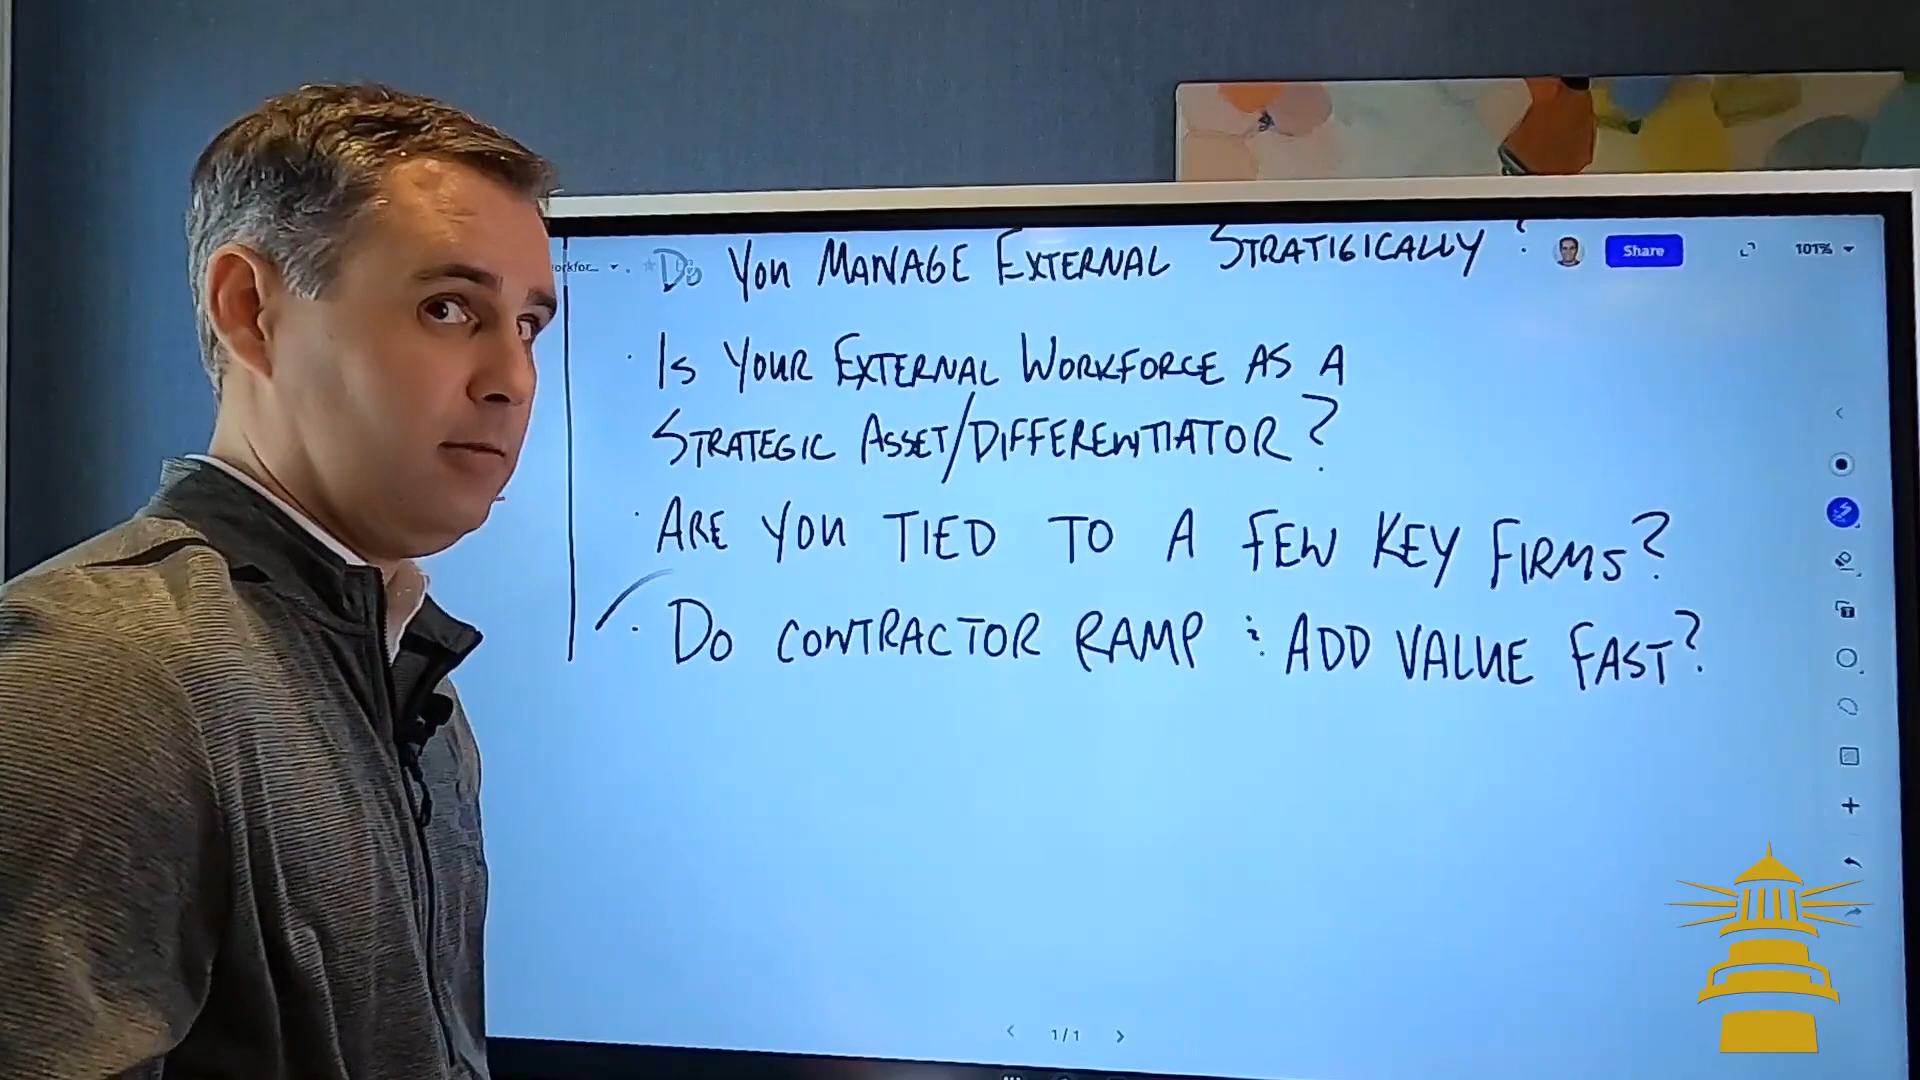 Do You MANAGE EXTERNAL STRATIGICALLY ?
orkfor...
Share
101%
· Is YOUR EXTERNAL WORKFORCE AS A
STRATEGIC ASSET/DIFFERENTIATOR?
· ARE YOU TIED TO A FEW KEY FIRMS?
· Do CONTRACTOR RAMP & ADD VALUE FAST?
1/1